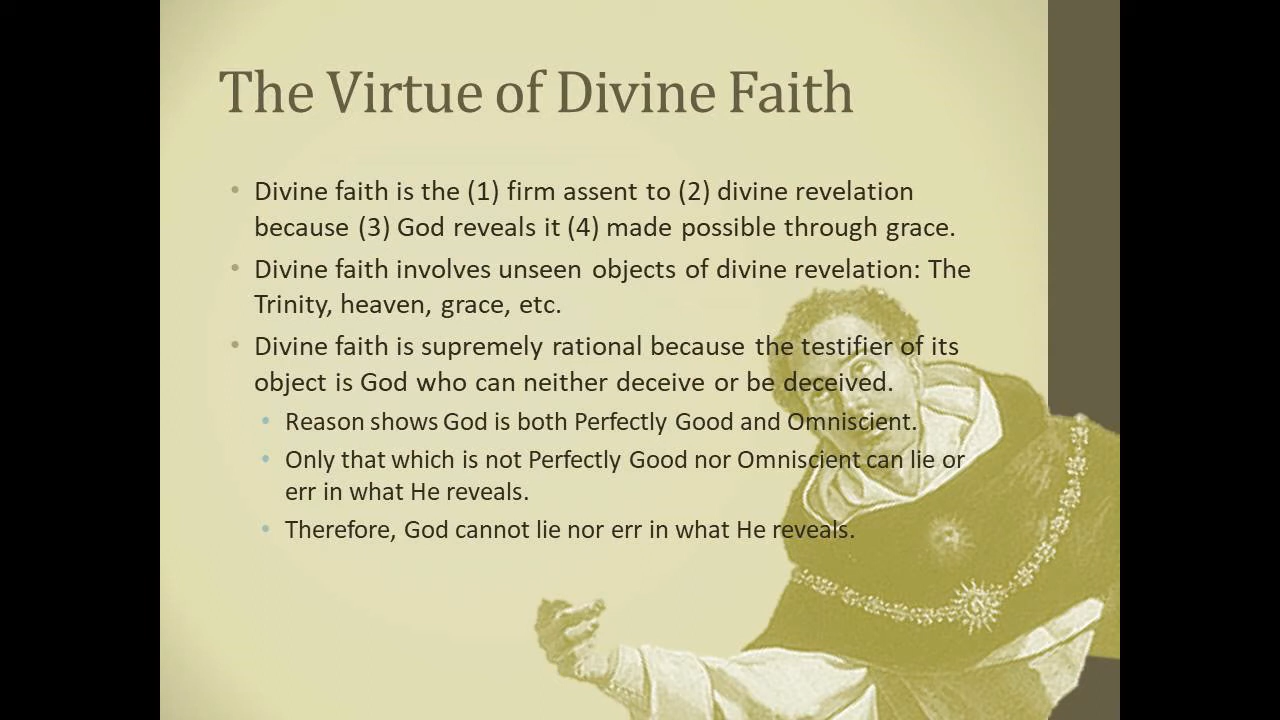 The Virtue of Divine Faith
• Divine faith is the (1) firm assent to (2) divine revelation
because (3) God reveals it (4) made possible through grace.
• Divine faith involves unseen objects of divine revelation: The
Trinity, heaven, grace, etc.
• Divine faith is supremely rational because the testifier of its
object is God who can neither deceive or be deceived.
• Reason shows God is both Perfectly Good and Omniscient.
• Only that which is not Perfectly Good nor Omniscient can lie or
err in what He reveals.
• Therefore, God cannot lie nor err in what He reveals.